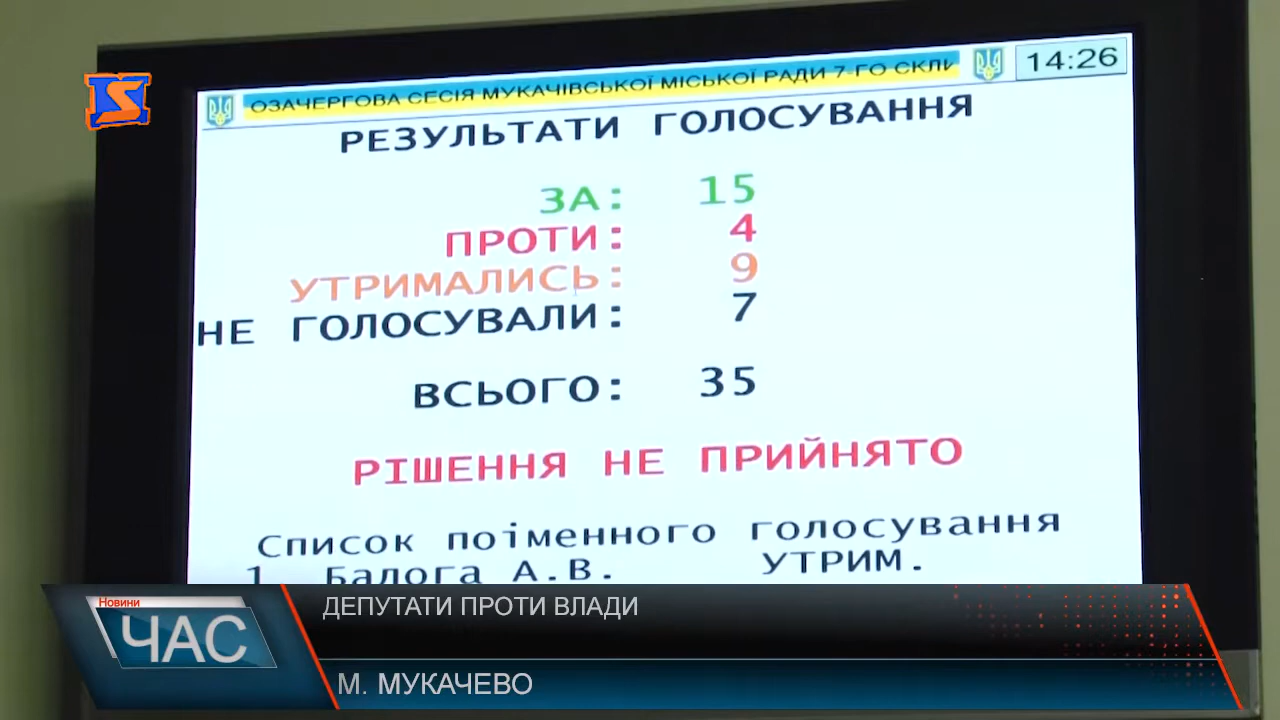 ОЗАЧЕРГОВА СЕСІЯ МУКАЧІВСЬКОЇ МІСЬКОЇ РАДИ 7-ГО СКЛИ 14:26
РЕЗУЛЬТАТИ ГОЛОСУВАННЯ
ЗА: 15
ПРОТИ: 4
УТРИМАЛИСЬ: 9
НЕ ГОЛОСУВАЛИ: 7
ВСЬОГО: 35
РІШЕННЯ НЕ ПРИЙНЯТО
Список поіменного голосування
1 Балога А.В. УТРИМ.
Новини
ЧАС
ДЕПУТАТИ ПРОТИ ВЛАДИ
М. МУКАЧЕВО